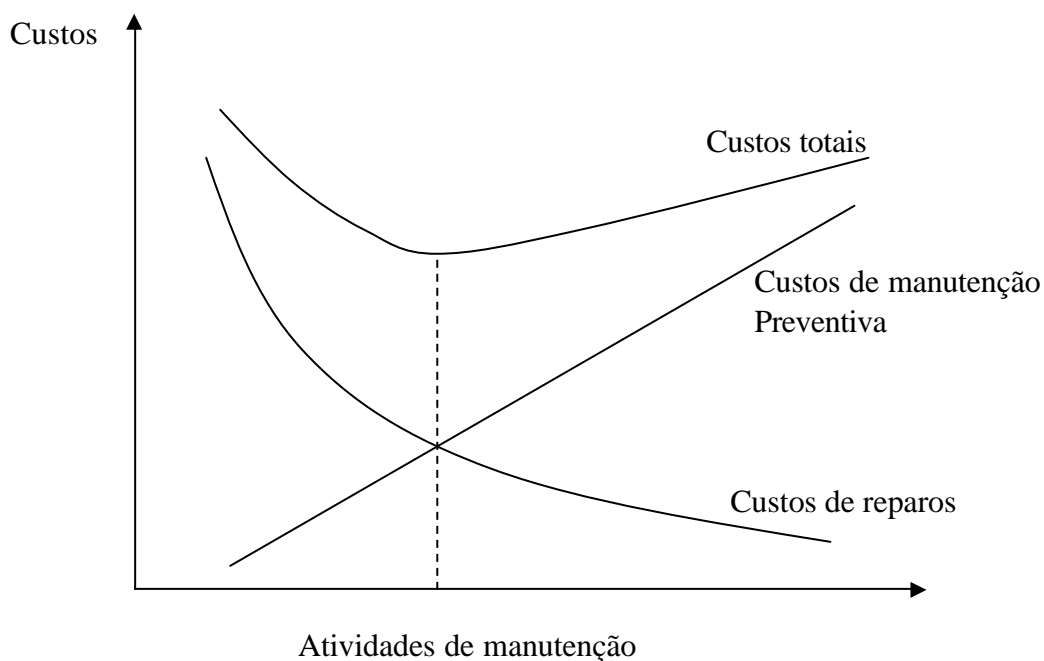 Custos
Custos totais
Custos de manutenção
Preventiva
Custos de reparos
Atividades de manutenção